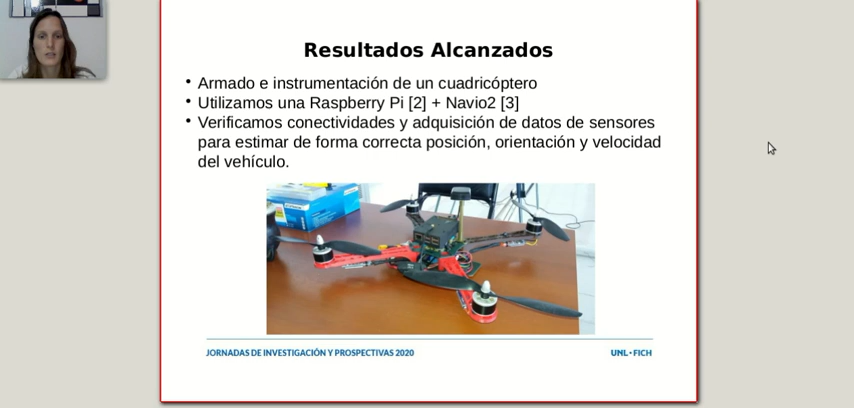 Resultados Alcanzados
• Armado e instrumentación de un cuadricóptero
• Utilizamos una Raspberry Pi [2] + Navio2 [3]
• Verificamos conectividades y adquisición de datos de sensores
para estimar de forma correcta posición, orientación y velocidad
del vehículo.
JORNADAS DE INVESTIGACIÓN Y PROSPECTIVAS 2020
UNL • FICH